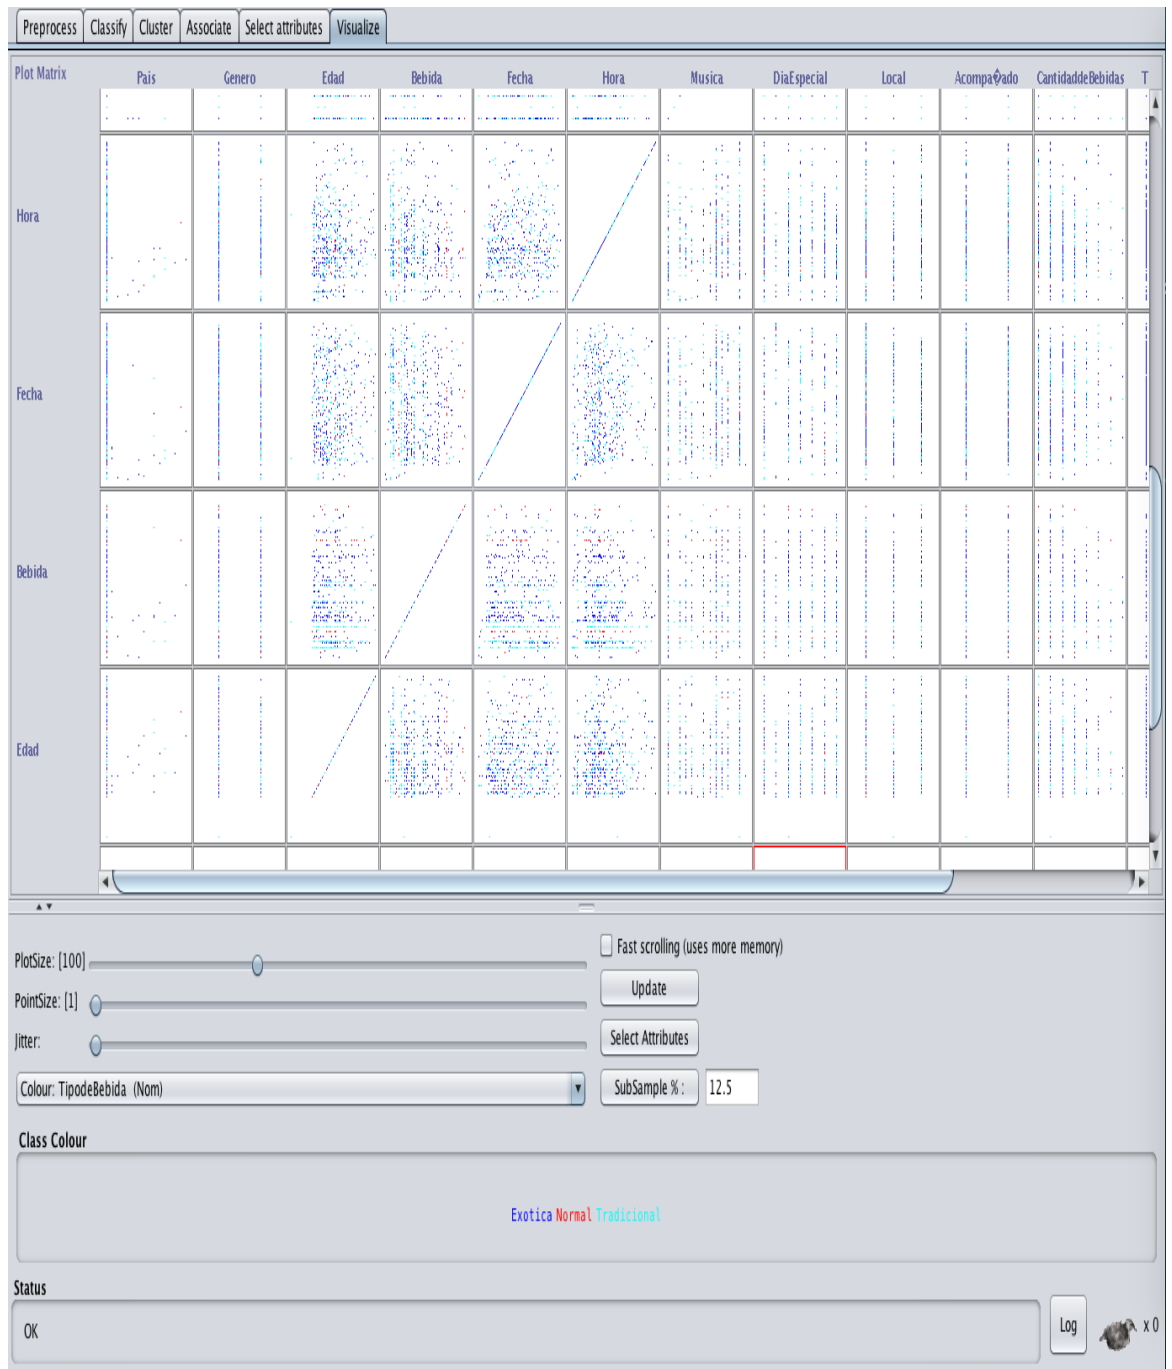 Preprocess Classify Cluster Associate Select attributes Visualize
Plot Matrix Pais Genero Edad Bebida Fecha Hora Musica DiaEspecial Local Acompa�ado CantidaddeBebidas T
Hora
Fecha
Bebida
Edad
PlotSize: [100]
Fast scrolling (uses more memory)
Update
PointSize: [1]
Select Attributes
Jitter:
Colour: TipodeBebida (Nom)
SubSample % : 12.5
Class Colour
Exotica Normal Tradicional
Status
OK
Log x 0